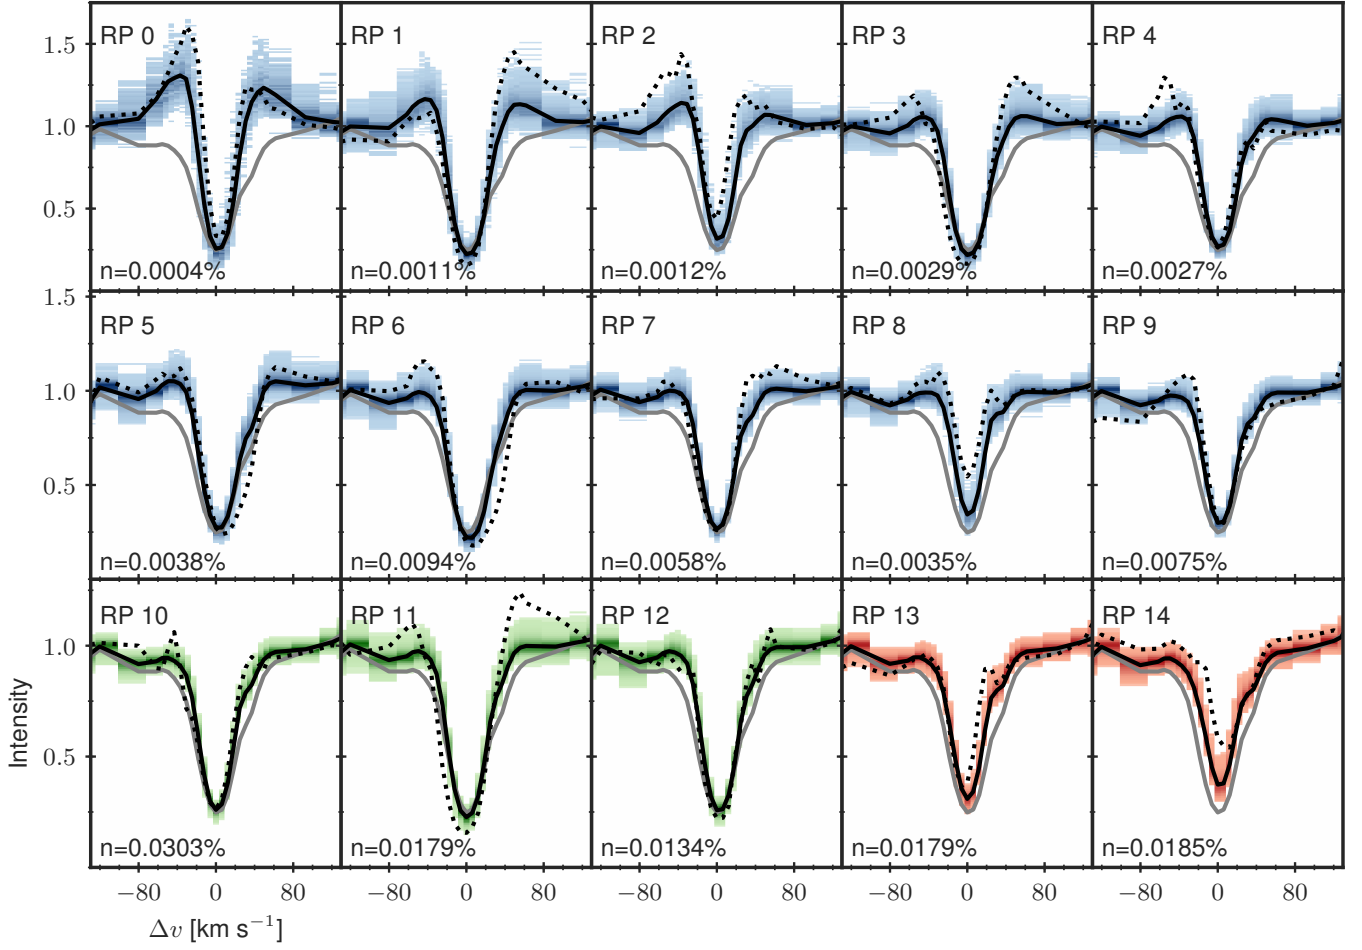 RP 0 RP 1 RP 2 RP 3 RP 4
1.5
1.0
0.5
n=0.0004% n=0.0011% n=0.0012% n=0.0029% n=0.0027%
1.5
RP 5 RP 6 RP 7 RP 8 RP 9
1.0
0.5
n=0.0038% n=0.0094% n=0.0058% n=0.0035% n=0.0075%
RP 10 RP 11 RP 12 RP 13 RP 14
1.0
Intensity
0.5
n=0.0303% n=0.0179% n=0.0134% n=0.0179% n=0.0185%
−80 0 80 −80 0 80 −80 0 80 −80 0 80 −80 0 80
Δv [km s⁻¹]